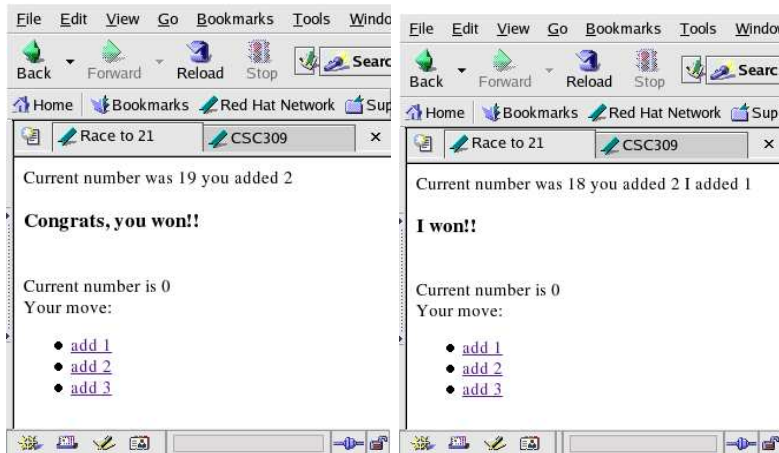 File Edit View Go Bookmarks Tools Windo
Back Forward Reload Stop Searc
Home Bookmarks Red Hat Network Sup
Race to 21 CSC309
Current number was 19 you added 2
Congrats, you won!!
Current number is 0
Your move:
add 1
add 2
add 3
File Edit View Go Bookmarks Tools Window
Back Forward Reload Stop Searc
Home Bookmarks Red Hat Network Sup
Race to 21 CSC309
Current number was 18 you added 2 I added 1
I won!!
Current number is 0
Your move:
add 1
add 2
add 3